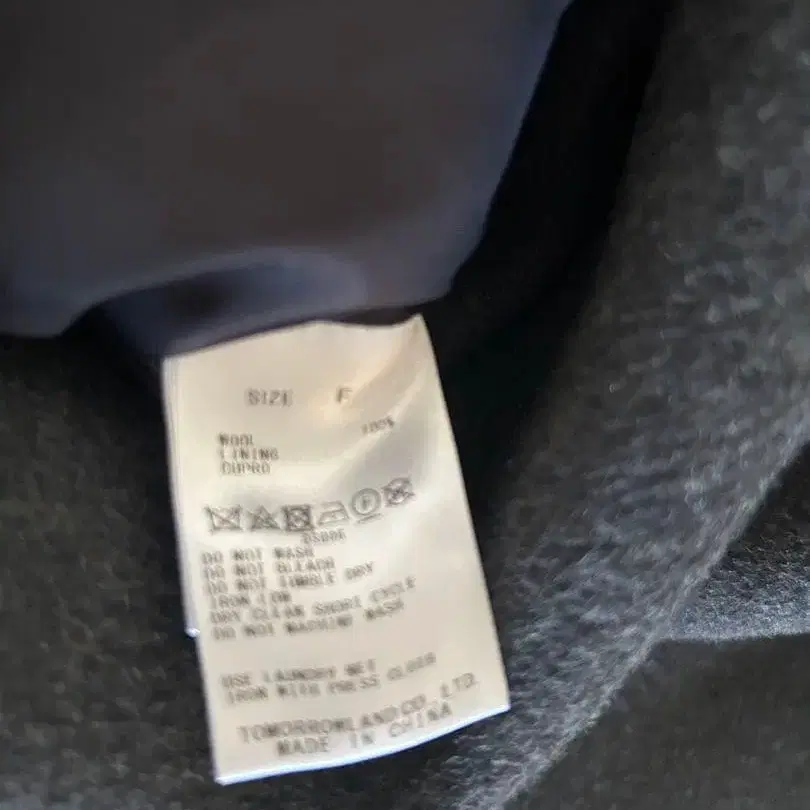 SIZE F
WOOL 100%
LINING
CUPRO
DO NOT WASH
DO NOT BLEACH
DO NOT TUMBLE DRY
IRON LOW
DRY CLEAN SHORT CYCLE
DO NOT MACHINE WASH
USE LAUNDRY NET
IRON WITH PRESS CLOTH
TOMORROWLAND CO., LTD.
MADE IN CHINA